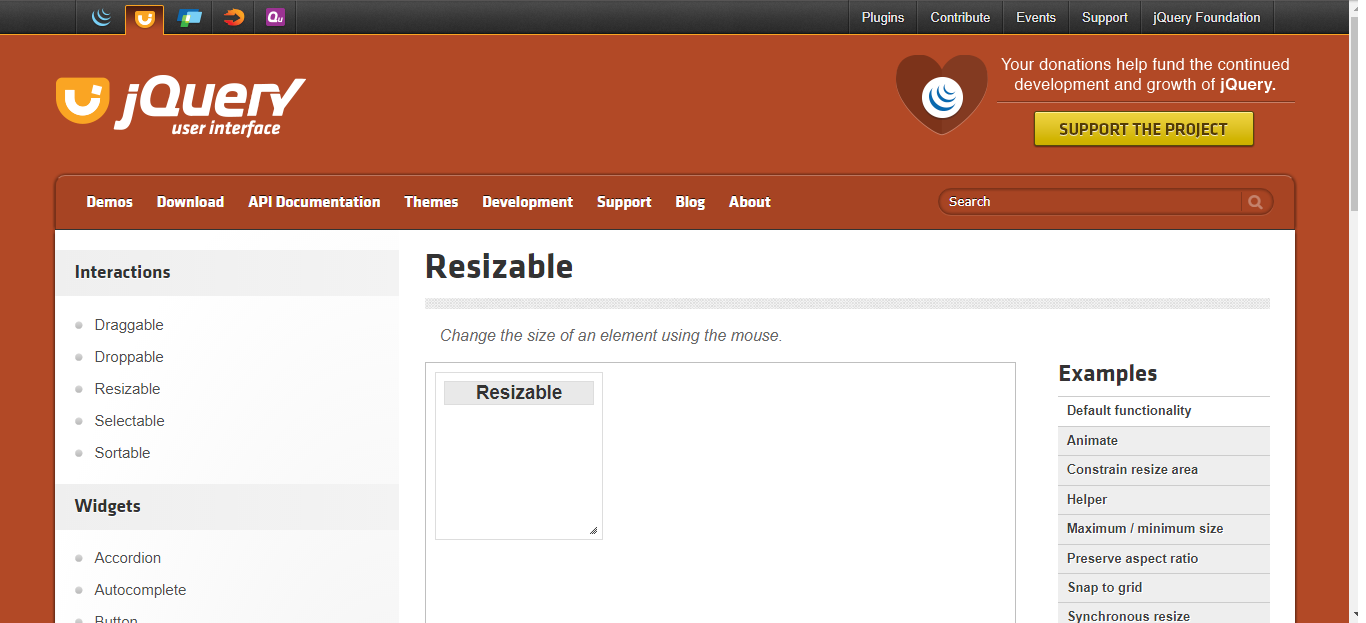 Plugins Contribute Events Support jQuery Foundation
Qu
jQuery
user interface
Your donations help fund the continued
development and growth of jQuery.
SUPPORT THE PROJECT
Demos Download API Documentation Themes Development Support Blog About
Search
Interactions
Draggable
Droppable
Resizable
Selectable
Sortable
Widgets
Accordion
Autocomplete
Button
Resizable
Change the size of an element using the mouse.
Resizable
Examples
Default functionality
Animate
Constrain resize area
Helper
Maximum / minimum size
Preserve aspect ratio
Snap to grid
Synchronous resize